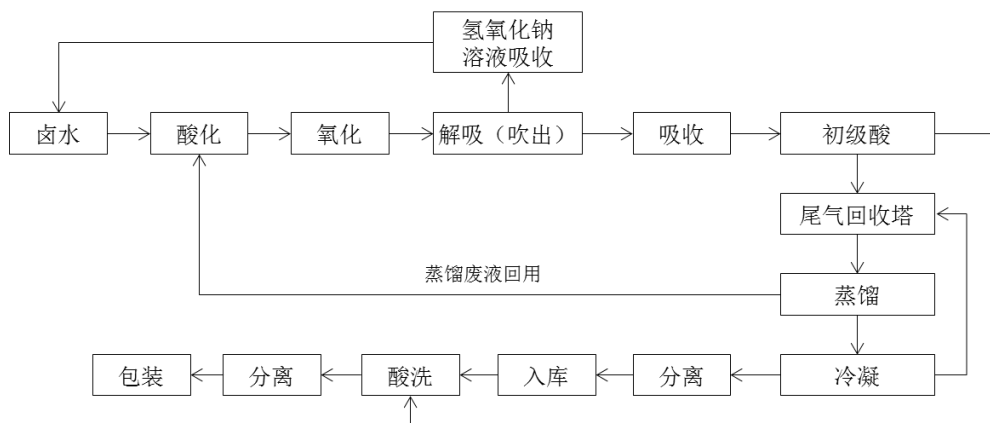 氢氧化钠
溶液吸收
卤水
酸化
氧化
解吸（吹出）
吸收
初级酸
尾气回收塔
蒸馏废液回用
蒸馏
包装
分离
酸洗
入库
分离
冷凝